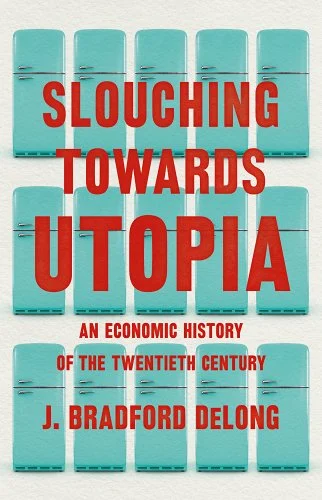 SLOUCHING
TOWARDS
UTOPIA
AN ECONOMIC HISTORY
OF THE TWENTIETH CENTURY
J. BRADFORD DeLONG